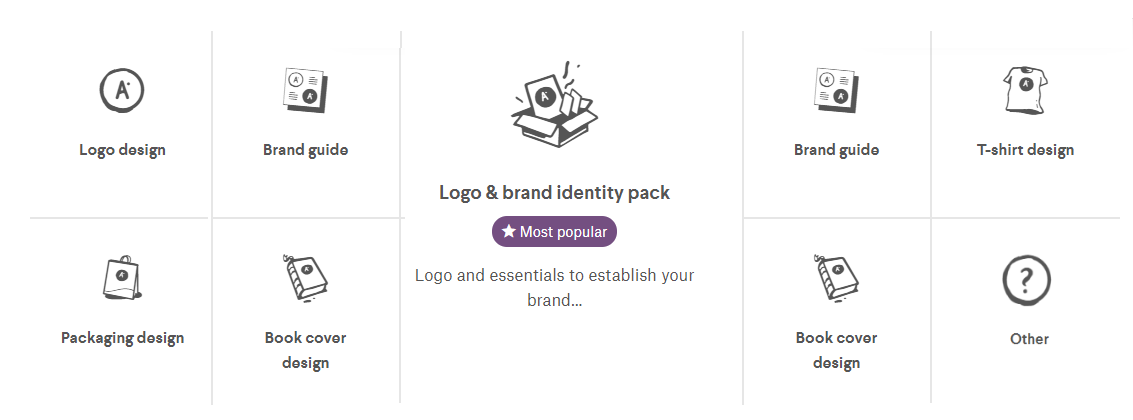 Logo design
Brand guide
Logo & brand identity pack
Most popular
Logo and essentials to establish your
brand...
Brand guide
T-shirt design
Packaging design
Book cover
design
Book cover
design
Other